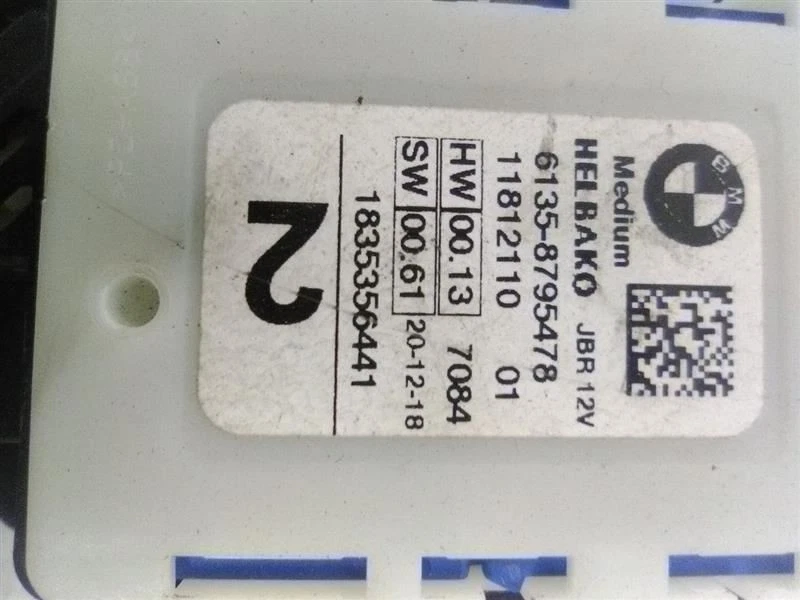 BMW
Medium
HELBAKO JBR 12V
6135-8795478
11812110 01
HW 00.13 7084
SW 00.61 20-12-18
1835356441
2